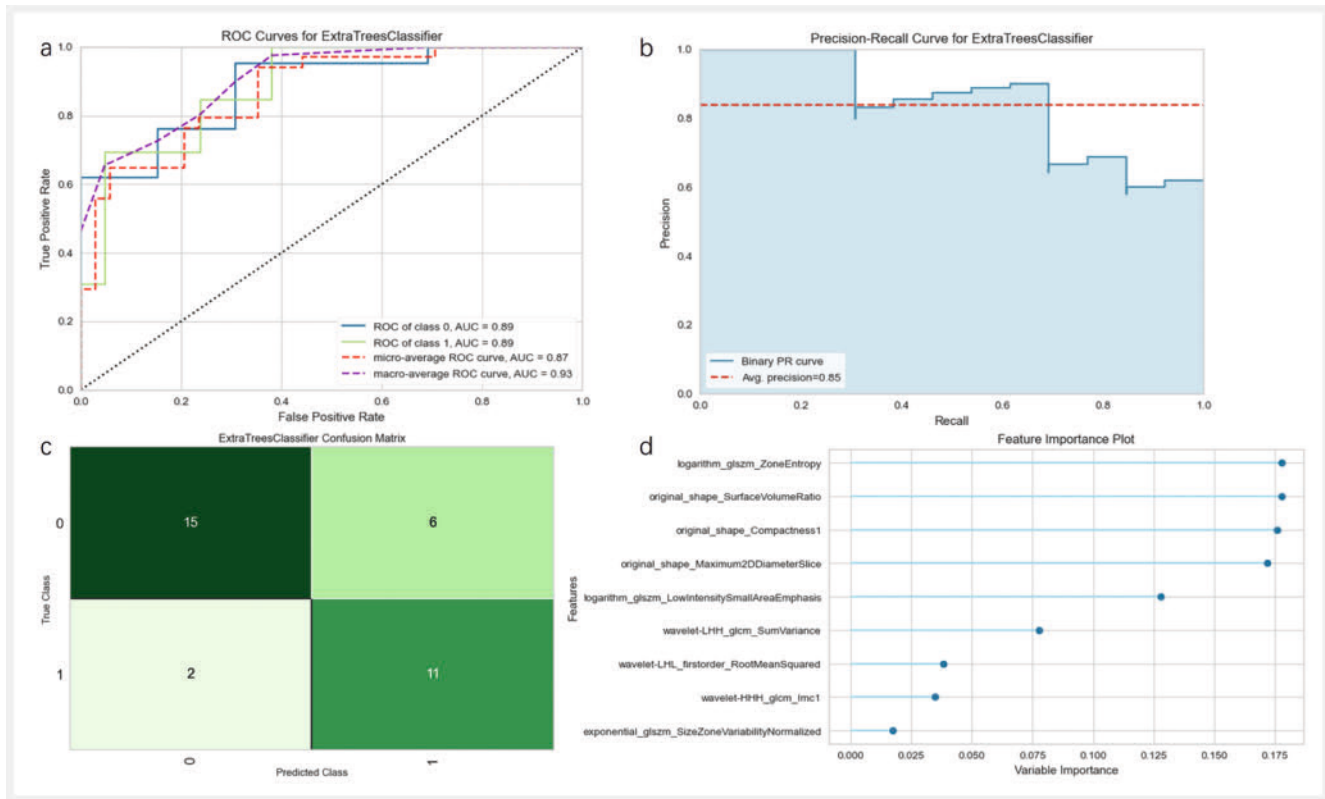 a
ROC Curves for ExtraTreesClassifier
True Positive Rate
1.0
0.8
0.6
0.4
0.2
0.0
ROC of class 0, AUC = 0.89
ROC of class 1, AUC = 0.89
micro-average ROC curve, AUC = 0.87
macro-average ROC curve, AUC = 0.93
0.0 0.2 0.4 0.6 0.8 1.0
False Positive Rate
b
Precision-Recall Curve for ExtraTreesClassifier
Precision
1.0
0.8
0.6
0.4
0.2
0.0
Binary PR curve
Avg. precision=0.85
0.0 0.2 0.4 0.6 0.8 1.0
Recall
c
ExtraTreesClassifier Confusion Matrix
True Class
0 15 6
1 2 11
0 1
Predicted Class
d
Feature Importance Plot
Features
logarithm_glszm_ZoneEntropy
original_shape_SurfaceVolumeRatio
original_shape_Compactness1
original_shape_Maximum2DDiameterSlice
logarithm_glszm_LowIntensitySmallAreaEmphasis
wavelet-LHH_glcm_SumVariance
wavelet-LHL_firstorder_RootMeanSquared
wavelet-HHH_glcm_Imc1
exponential_glszm_SizeZoneVariabilityNormalized
0.000 0.025 0.050 0.075 0.100 0.125 0.150 0.175
Variable Importance